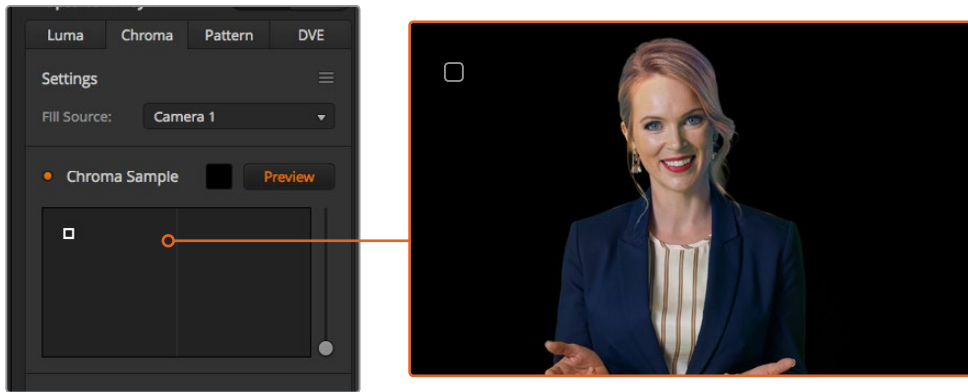 Luma Chroma Pattern DVE
Settings
Fill Source: Camera 1
Chroma Sample Preview